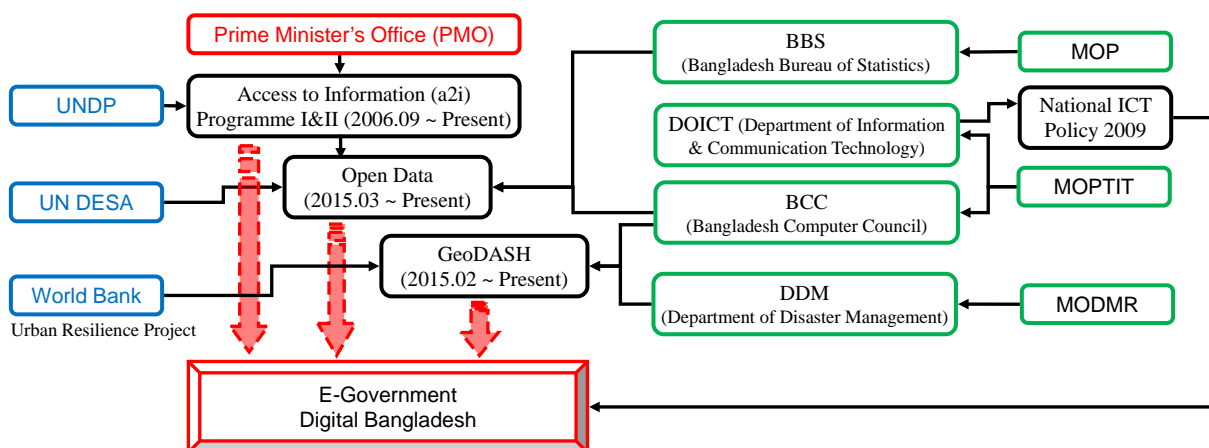 Prime Minister's Office (PMO)
UNDP
Access to Information (a2i)
Programme I&II (2006.09 ~ Present)
UN DESA
Open Data
(2015.03 ~ Present)
World Bank
Urban Resilience Project
GeoDASH
(2015.02 ~ Present)
BBS
(Bangladesh Bureau of Statistics)
MOP
DOICT (Department of Information
& Communication Technology)
National ICT
Policy 2009
BCC
(Bangladesh Computer Council)
MOPTIT
DDM
(Department of Disaster Management)
MODMR
E-Government
Digital Bangladesh